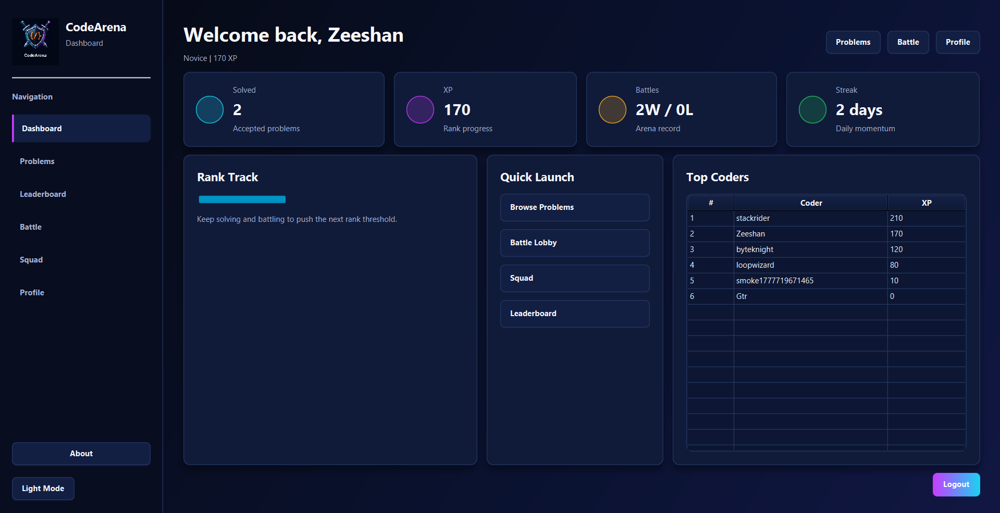 {/}
CodeArena
CodeArena
Dashboard
Navigation
Dashboard
Problems
Leaderboard
Battle
Squad
Profile
About
Light Mode
Welcome back, Zeeshan
Novice | 170 XP
Problems
Battle
Profile
Solved
2
Accepted problems
XP
170
Rank progress
Battles
2W / 0L
Arena record
Streak
2 days
Daily momentum
Rank Track
Keep solving and battling to push the next rank threshold.
Quick Launch
Browse Problems
Battle Lobby
Squad
Leaderboard
Top Coders
# Coder XP
1 stackrider 210
2 Zeeshan 170
3 byteknight 120
4 loopwizard 80
5 smoke1777719671465 10
6 Gtr 0
Logout